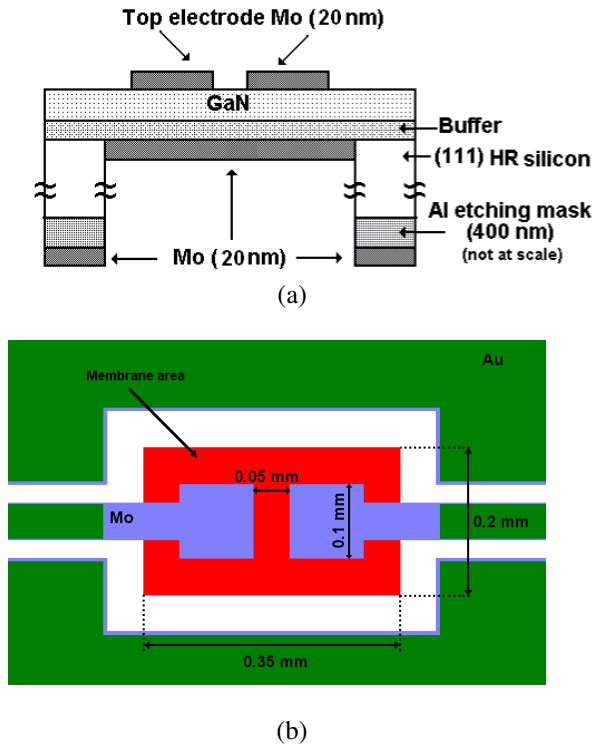 Top electrode Mo (20 nm)
GaN
Buffer
(111) HR silicon
Al etching mask
(400 nm)
(not at scale)
Mo (20 nm)
(a)
Au
Membrane area
0.05 mm
Mo
0.1 mm
0.2 mm
0.35 mm
(b)